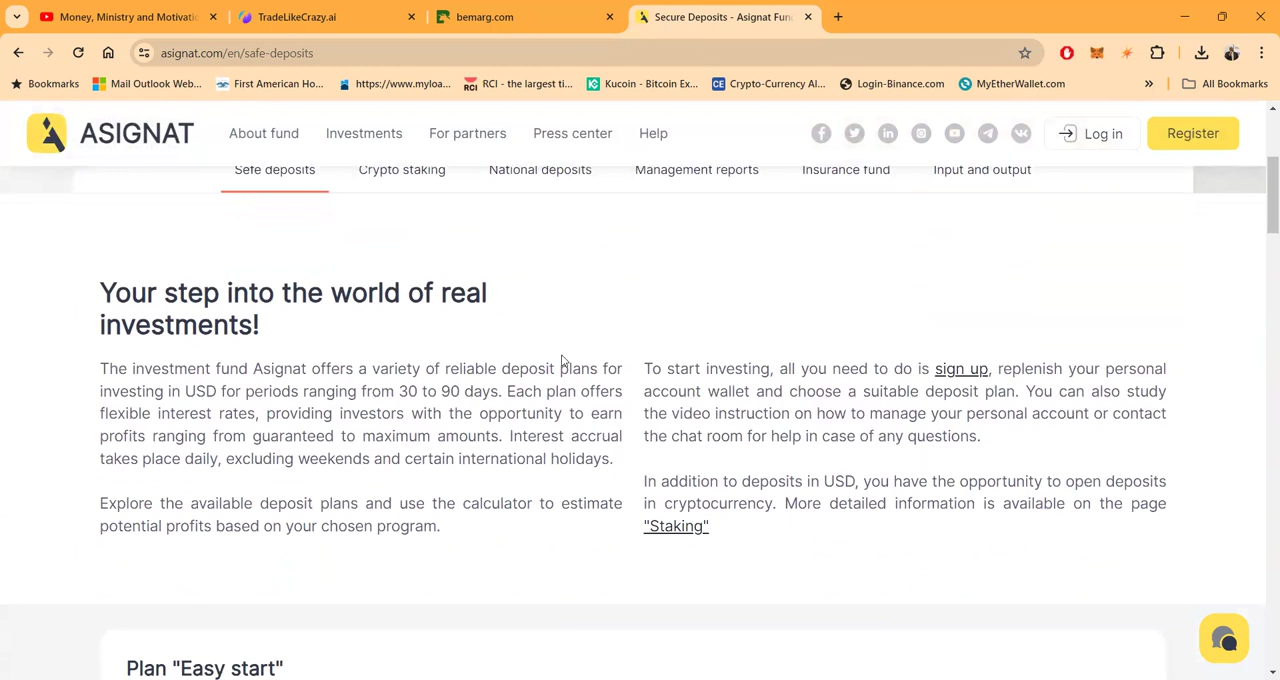 Money, Ministry and Motivatio
TradeLikeCrazy.ai
bemarg.com
Secure Deposits - Asignat Fun
asignat.com/en/safe-deposits
Bookmarks
Mail Outlook Web...
First American Ho...
https://www.myloa...
RCI - the largest ti...
Kucoin - Bitcoin Ex...
Crypto-Currency Al...
Login-Binance.com
MyEtherWallet.com
All Bookmarks
ASIGNAT
About fund
Investments
For partners
Press center
Help
Log in
Register
Safe deposits
Crypto staking
National deposits
Management reports
Insurance fund
Input and output
Your step into the world of real
investments!
The investment fund Asignat offers a variety of reliable deposit plans for
investing in USD for periods ranging from 30 to 90 days. Each plan offers
flexible interest rates, providing investors with the opportunity to earn
profits ranging from guaranteed to maximum amounts. Interest accrual
takes place daily, excluding weekends and certain international holidays.
Explore the available deposit plans and use the calculator to estimate
potential profits based on your chosen program.
To start investing, all you need to do is sign up, replenish your personal
account wallet and choose a suitable deposit plan. You can also study
the video instruction on how to manage your personal account or contact
the chat room for help in case of any questions.
In addition to deposits in USD, you have the opportunity to open deposits
in cryptocurrency. More detailed information is available on the page
"Staking"
Plan "Easy start"